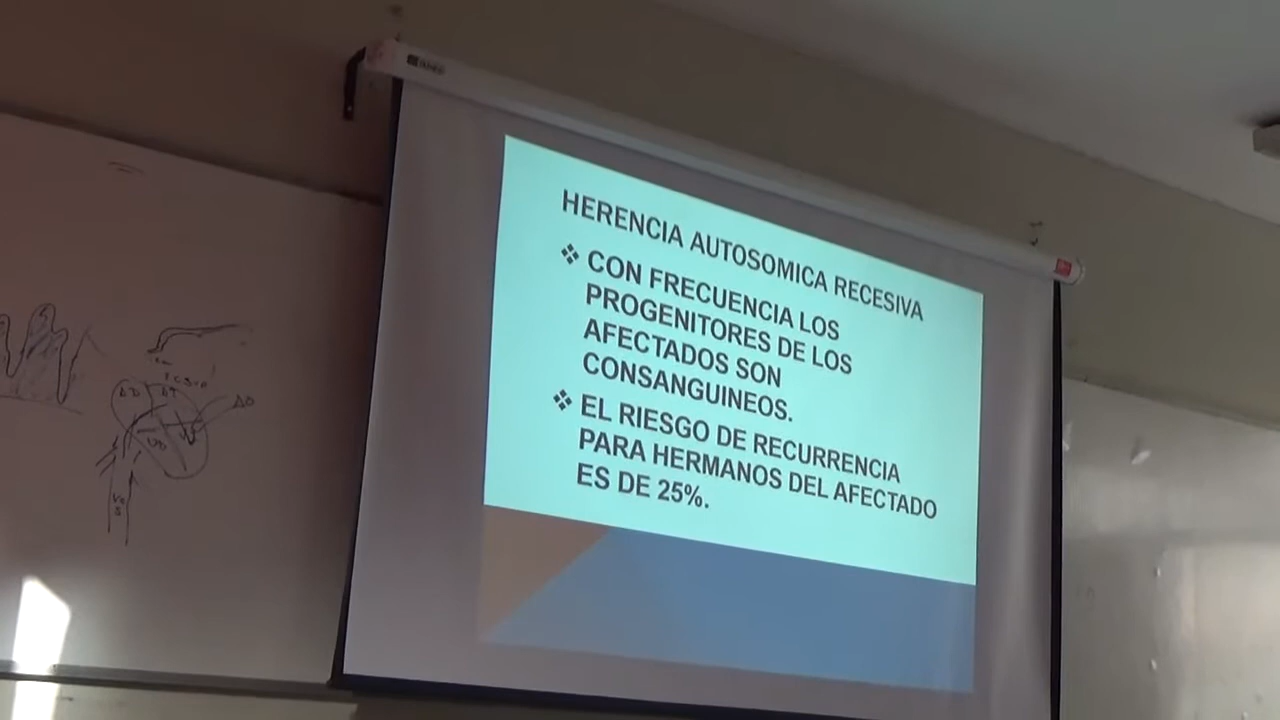 HERENCIA AUTOSOMICA RECESIVA
❖ CON FRECUENCIA LOS
PROGENITORES DE LOS
AFECTADOS SON
CONSANGUINEOS.
❖ EL RIESGO DE RECURRENCIA
PARA HERMANOS DEL AFECTADO
ES DE 25%.